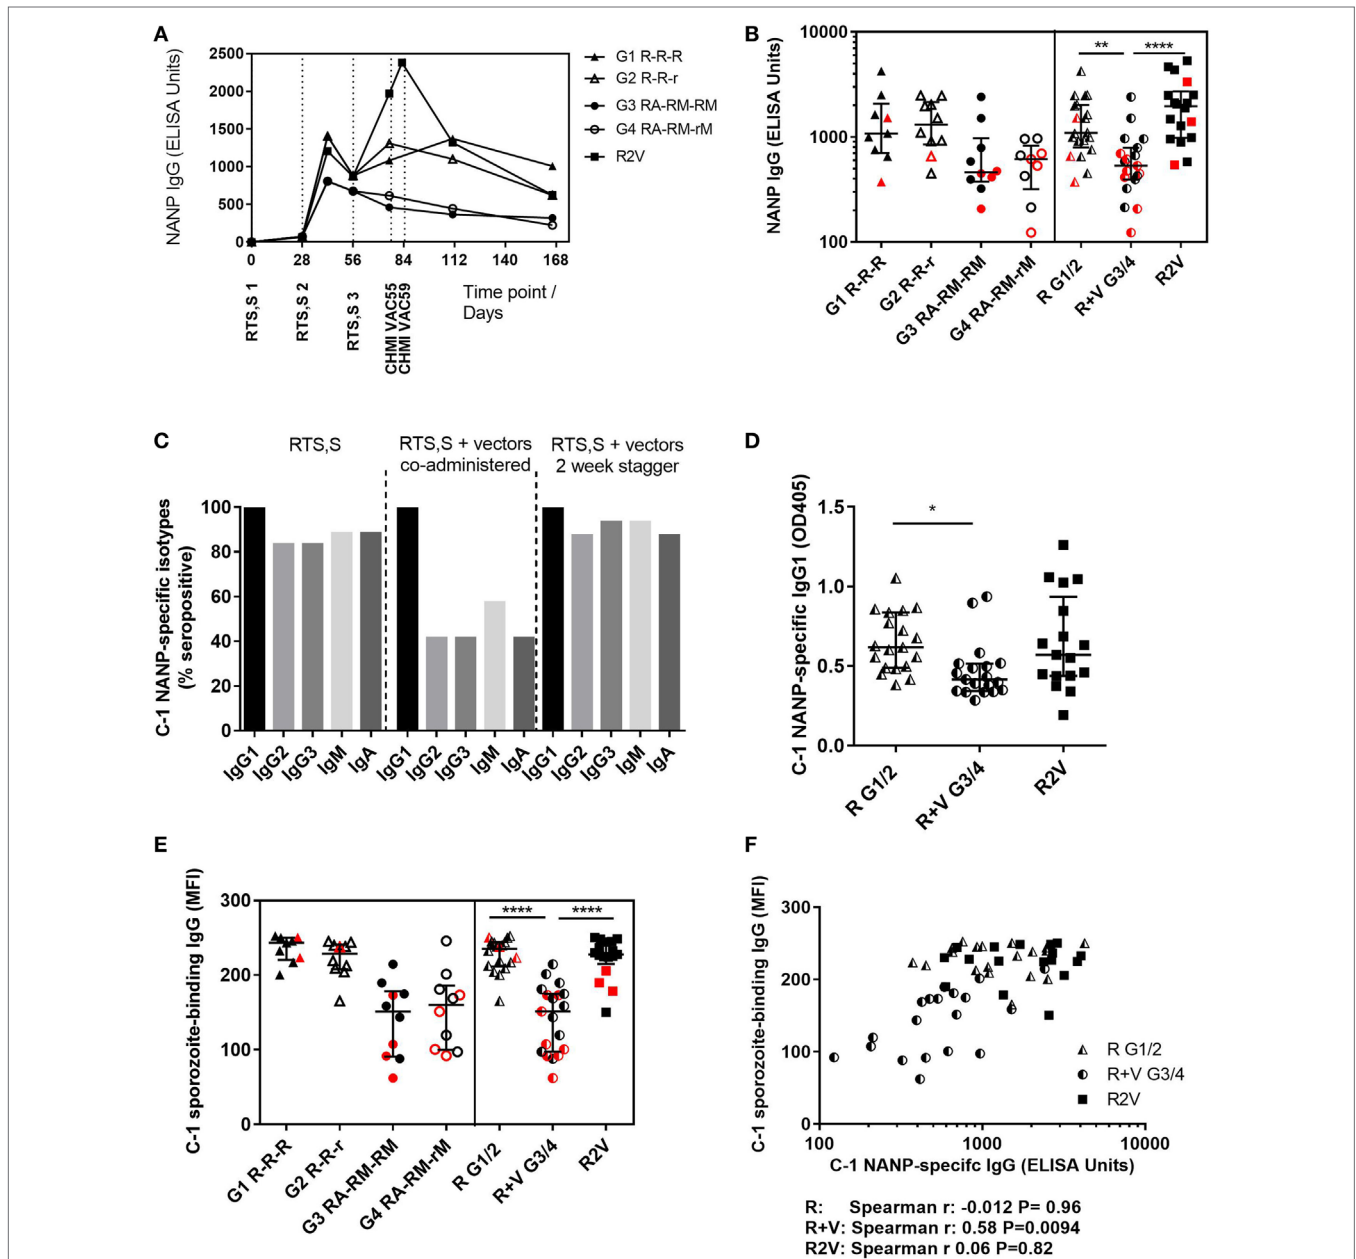 A
NANP IgG (ELISA Units)
2500
2000
1500
1000
500
0
0 28 56 84 112 140 168
RTS,S 1
RTS,S 2
RTS,S 3
CHMI VAC55
CHMI VAC59
Time point /
Days
G1 R-R-R
G2 R-R-r
G3 RA-RM-RM
G4 RA-RM-rM
R2V
B
NANP IgG (ELISA Units)
10000
1000
100
** ****
G1 R-R-R
G2 R-R-r
G3 RA-RM-RM
G4 RA-RM-rM
R G1/2
R+V G3/4
R2V
C
RTS,S
RTS,S + vectors
co-administered
RTS,S + vectors
2 week stagger
C-1 NANP-specific isotypes
(% seropositive)
100
80
60
40
20
0
IgG1 IgG2 IgG3 IgM IgA IgG1 IgG2 IgG3 IgM IgA IgG1 IgG2 IgG3 IgM IgA
D
C-1 NANP-specific IgG1 (OD405)
1.5
1.0
0.5
0.0
*
R G1/2
R+V G3/4
R2V
E
C-1 sporozoite-binding IgG (MFI)
300
200
100
0
**** ****
G1 R-R-R
G2 R-R-r
G3 RA-RM-RM
G4 RA-RM-rM
R G1/2
R+V G3/4
R2V
F
C-1 sporozoite-binding IgG (MFI)
300
200
100
0
100 1000 10000
C-1 NANP-specifc IgG (ELISA Units)
R G1/2
R+V G3/4
R2V
R: Spearman r: -0.012 P= 0.96
R+V: Spearman r: 0.58 P=0.0094
R2V: Spearman r 0.06 P=0.82